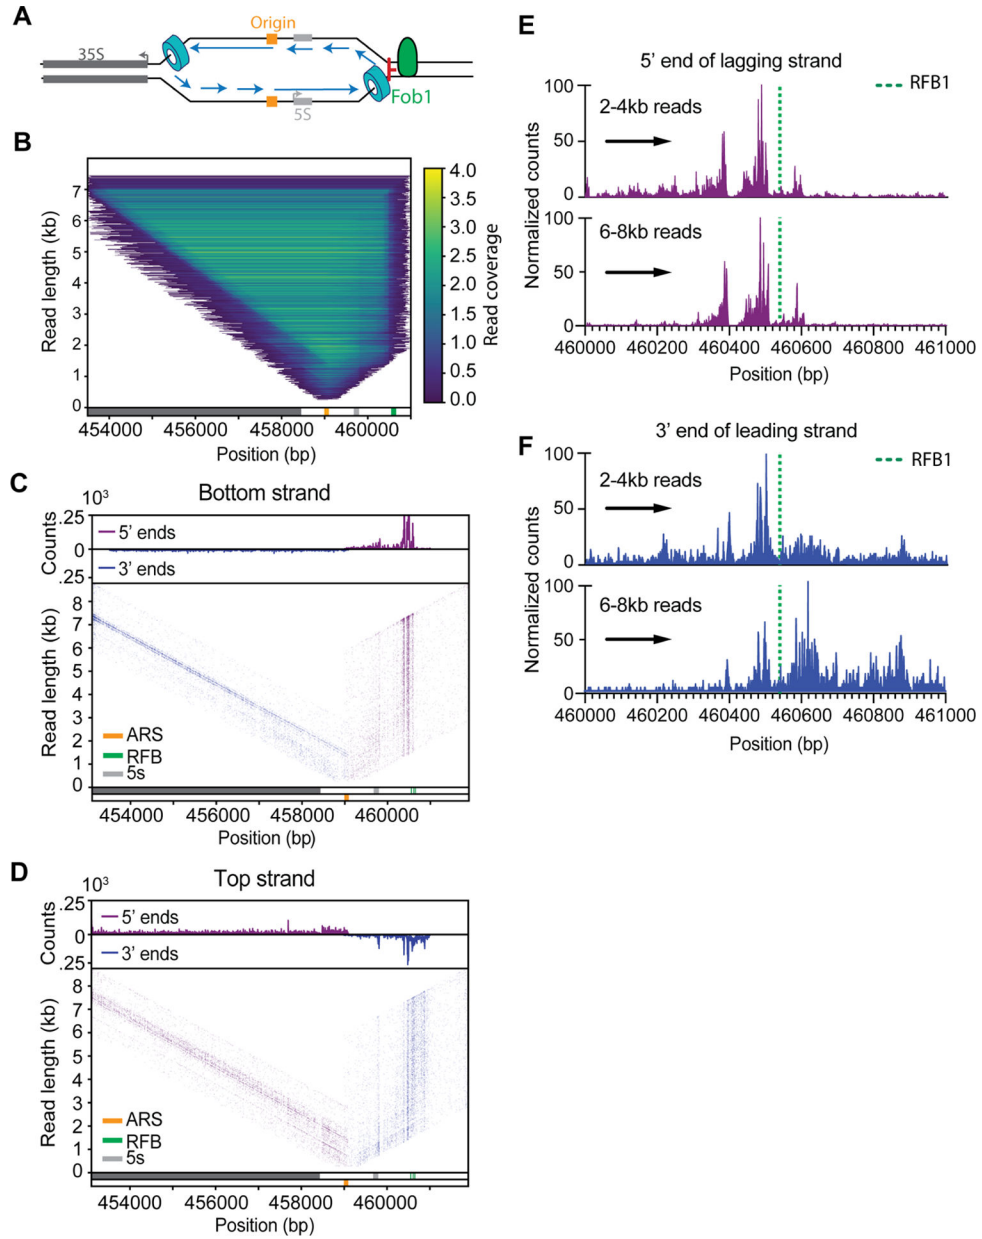 A
Origin
35S
Fob1
5S
B
Read length (kb)
7
6
5
4
3
2
1
0
4.0
3.5
3.0
2.5
2.0
1.5
1.0
0.0
Read coverage
454000 456000 458000 460000
Position (bp)
C
Bottom strand
10³
Counts
.25
0
.25
5' ends
3' ends
Read length (kb)
8
7
6
5
4
3
2
1
0
ARS
RFB
5s
454000 456000 458000 460000
Position (bp)
D
Top strand
10³
Counts
.25
0
.25
5' ends
3' ends
Read length (kb)
8
7
6
5
4
3
2
1
0
ARS
RFB
5s
454000 456000 458000 460000
Position (bp)
E
5' end of lagging strand
RFB1
Normalized counts
100
50
0
2-4kb reads
100
50
0
6-8kb reads
460000 460200 460400 460600 460800 461000
Position (bp)
F
3' end of leading strand
RFB1
Normalized counts
100
50
0
2-4kb reads
100
50
0
6-8kb reads
460000 460200 460400 460600 460800 461000
Position (bp)